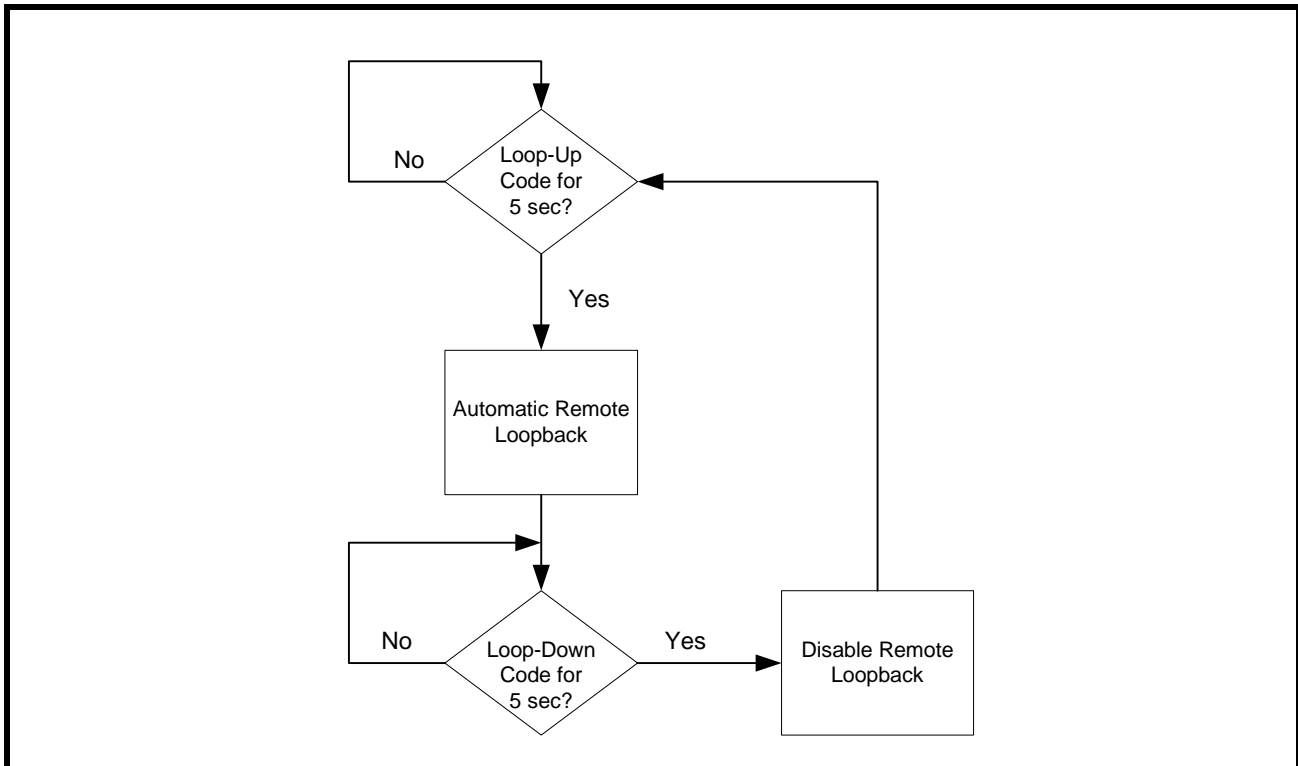 Loop-Up
Code for
5 sec?
No
Yes
Automatic Remote
Loopback
Loop-Down
Code for
5 sec?
No
Yes
Disable Remote
Loopback